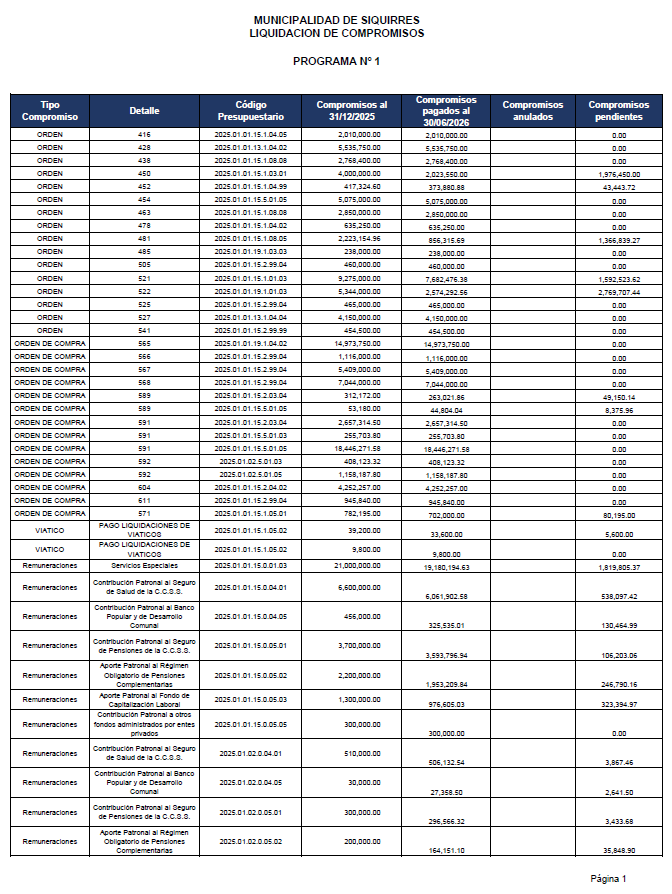 MUNICIPALIDAD DE SIQUIRRES
LIQUIDACION DE COMPROMISOS
PROGRAMA Nº 1
Tipo Compromiso Detalle Código Presupuestario Compromisos al 31/12/2025 Compromisos pagados al 30/06/2026 Compromisos anulados Compromisos pendientes
ORDEN 416 2025.01.01.15.1.04.05 2,010,000.00 2,010,000.00 0.00
ORDEN 428 2025.01.01.13.1.04.02 5,535,750.00 5,535,750.00 0.00
ORDEN 438 2025.01.01.15.1.08.08 2,768,400.00 2,768,400.00 0.00
ORDEN 450 2025.01.01.15.1.03.01 4,000,000.00 2,023,550.00 1,976,450.00
ORDEN 452 2025.01.01.15.1.04.99 417,324.60 373,880.88 43,443.72
ORDEN 454 2025.01.01.15.5.01.05 5,075,000.00 5,075,000.00 0.00
ORDEN 463 2025.01.01.15.1.08.08 2,850,000.00 2,850,000.00 0.00
ORDEN 478 2025.01.01.15.1.04.02 635,250.00 635,250.00 0.00
ORDEN 481 2025.01.01.15.1.08.05 2,223,154.96 856,315.69 1,366,839.27
ORDEN 485 2025.01.01.19.1.03.03 238,000.00 238,000.00 0.00
ORDEN 505 2025.01.01.15.2.99.04 460,000.00 460,000.00 0.00
ORDEN 521 2025.01.01.15.1.01.03 9,275,000.00 7,682,476.38 1,592,523.62
ORDEN 522 2025.01.01.19.1.01.03 5,344,000.00 2,574,292.56 2,769,707.44
ORDEN 525 2025.01.01.15.2.99.04 465,000.00 465,000.00 0.00
ORDEN 527 2025.01.01.13.1.04.04 4,150,000.00 4,150,000.00 0.00
ORDEN 541 2025.01.01.15.2.99.99 454,500.00 454,500.00 0.00
ORDEN DE COMPRA 565 2025.01.01.19.1.04.02 14,973,750.00 14,973,750.00 0.00
ORDEN DE COMPRA 566 2025.01.01.15.2.99.04 1,116,000.00 1,116,000.00 0.00
ORDEN DE COMPRA 567 2025.01.01.15.2.99.04 5,409,000.00 5,409,000.00 0.00
ORDEN DE COMPRA 568 2025.01.01.15.2.99.04 7,044,000.00 7,044,000.00 0.00
ORDEN DE COMPRA 589 2025.01.01.15.2.03.04 312,172.00 263,021.86 49,150.14
ORDEN DE COMPRA 589 2025.01.01.15.5.01.05 53,180.00 44,804.04 8,375.96
ORDEN DE COMPRA 591 2025.01.01.15.2.03.04 2,657,314.50 2,657,314.50 0.00
ORDEN DE COMPRA 591 2025.01.01.15.5.01.03 255,703.80 255,703.80 0.00
ORDEN DE COMPRA 591 2025.01.01.15.5.01.05 18,446,271.58 18,446,271.58 0.00
ORDEN DE COMPRA 592 2025.01.02.5.01.03 408,123.32 408,123.32 0.00
ORDEN DE COMPRA 592 2025.01.02.5.01.05 1,158,187.80 1,158,187.80 0.00
ORDEN DE COMPRA 604 2025.01.01.15.2.04.02 4,252,257.00 4,252,257.00 0.00
ORDEN DE COMPRA 611 2025.01.01.15.2.99.04 945,840.00 945,840.00 0.00
ORDEN DE COMPRA 571 2025.01.01.15.1.05.01 782,195.00 702,000.00 80,195.00
VIATICO PAGO LIQUIDACIONES DE VIATICOS 2025.01.01.15.1.05.02 39,200.00 33,600.00 5,600.00
VIATICO PAGO LIQUIDACIONES DE VIATICOS 2025.01.01.15.1.05.02 9,800.00 9,800.00 0.00
Remuneraciones Servicios Especiales 2025.01.01.15.0.01.03 21,000,000.00 19,180,194.63 1,819,805.37
Remuneraciones Contribución Patronal al Seguro de Salud de la C.C.S.S. 2025.01.01.15.0.04.01 6,600,000.00 6,061,902.58 538,097.42
Remuneraciones Contribución Patronal al Banco Popular y de Desarrollo Comunal 2025.01.01.15.0.04.05 456,000.00 325,535.01 130,464.99
Remuneraciones Contribución Patronal al Seguro de Pensiones de la C.C.S.S. 2025.01.01.15.0.05.01 3,700,000.00 3,593,796.94 106,203.06
Remuneraciones Aporte Patronal al Régimen Obligatorio de Pensiones Complementarias 2025.01.01.15.0.05.02 2,200,000.00 1,953,209.84 246,790.16
Remuneraciones Aporte Patronal al Fondo de Capitalización Laboral 2025.01.01.15.0.05.03 1,300,000.00 976,605.03 323,394.97
Remuneraciones Contribución Patronal a otros fondos administrados por entes privados 2025.01.01.15.0.05.05 300,000.00 300,000.00 0.00
Remuneraciones Contribución Patronal al Seguro de Salud de la C.C.S.S. 2025.01.02.0.04.01 510,000.00 506,132.54 3,867.46
Remuneraciones Contribución Patronal al Banco Popular y de Desarrollo Comunal 2025.01.02.0.04.05 30,000.00 27,358.50 2,641.50
Remuneraciones Contribución Patronal al Seguro de Pensiones de la C.C.S.S. 2025.01.02.0.05.01 300,000.00 296,566.32 3,433.68
Remuneraciones Aporte Patronal al Régimen Obligatorio de Pensiones Complementarias 2025.01.02.0.05.02 200,000.00 164,151.10 35,848.90
Página 1